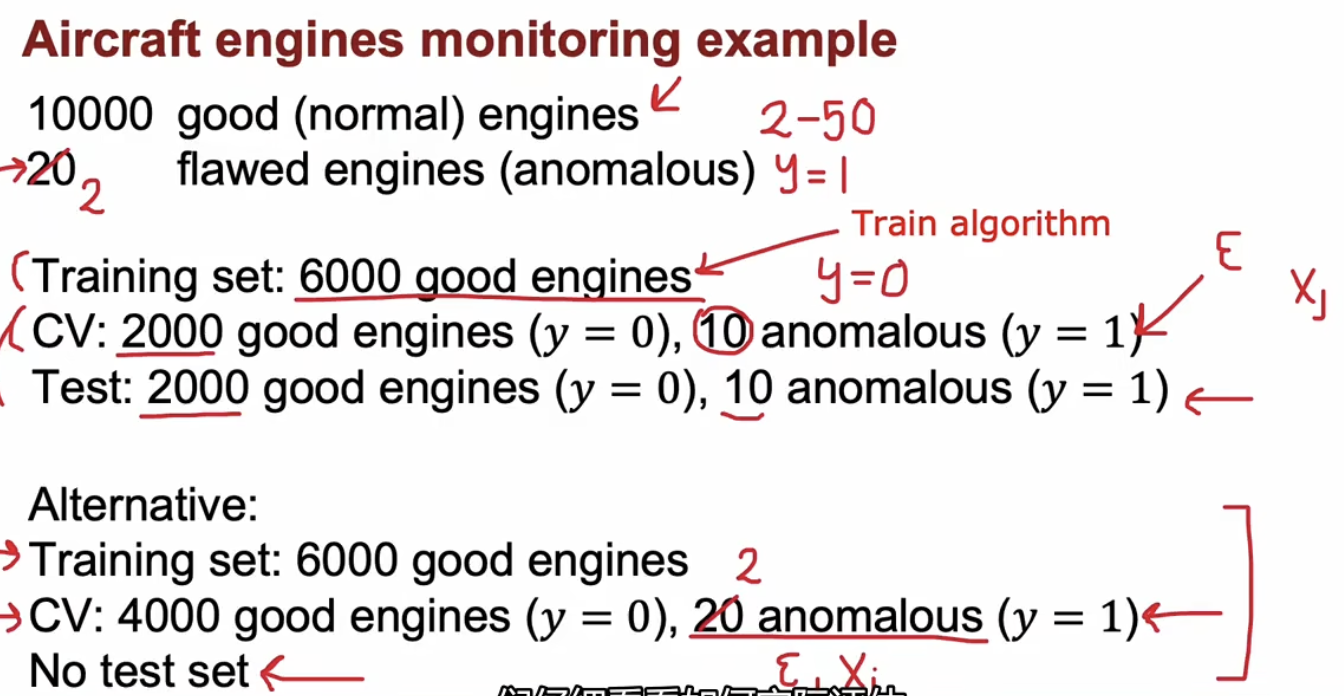 Aircraft engines monitoring example
10000 good (normal) engines 2-50
20 2 flawed engines (anomalous) y=1
Train algorithm
(Training set: 6000 good engines y=0 ε
(CV: 2000 good engines (y = 0), 10 anomalous (y = 1) xj
Test: 2000 good engines (y = 0), 10 anomalous (y = 1)
Alternative:
Training set: 6000 good engines 2
CV: 4000 good engines (y = 0), 20 anomalous (y = 1)
No test set ε, xj